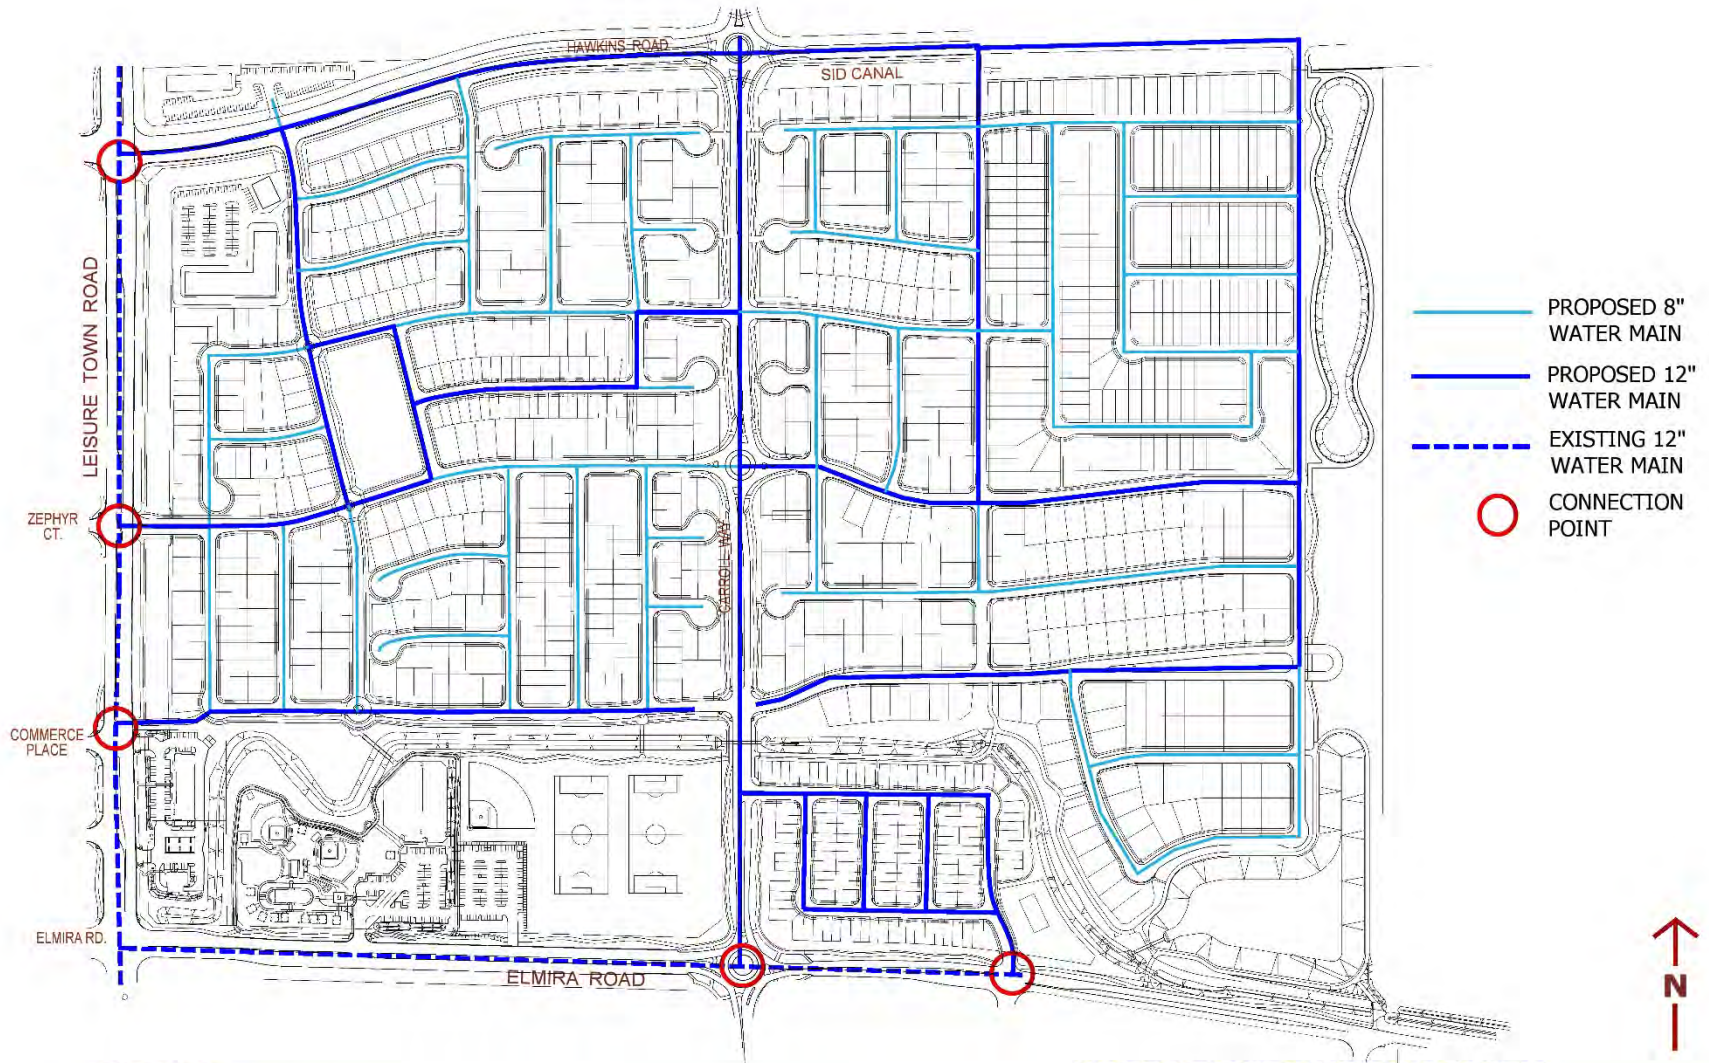 HAWKINS ROAD
SID CANAL
LEISURE TOWN ROAD
PROPOSED 8"
WATER MAIN
PROPOSED 12"
WATER MAIN
EXISTING 12"
WATER MAIN
CONNECTION
POINT
ZEPHYR
CT.
CARROLL WAY
COMMERCE
PLACE
ELMIRA RD.
ELMIRA ROAD
N